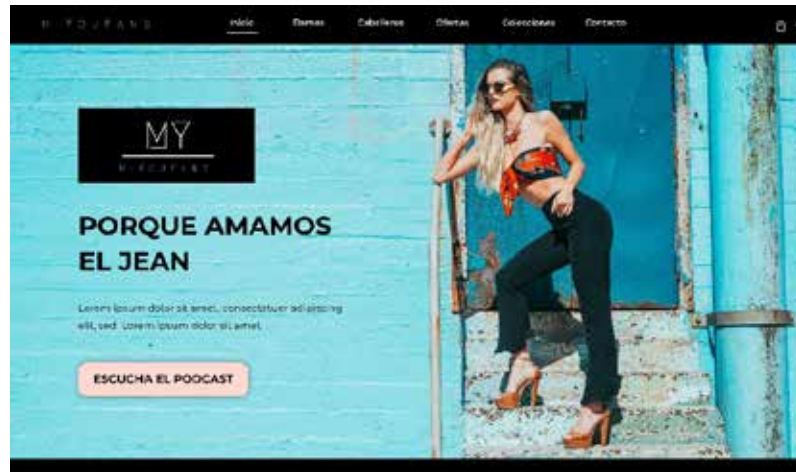 Inicio Damas Caballeros Ofertas Colecciones Contacto
MY
PORQUE AMAMOS
EL JEAN
Lorem ipsum dolor sit amet, consectetuer adipiscing
elit, sed Lorem ipsum dolor sit amet
ESCUCHA EL PODCAST